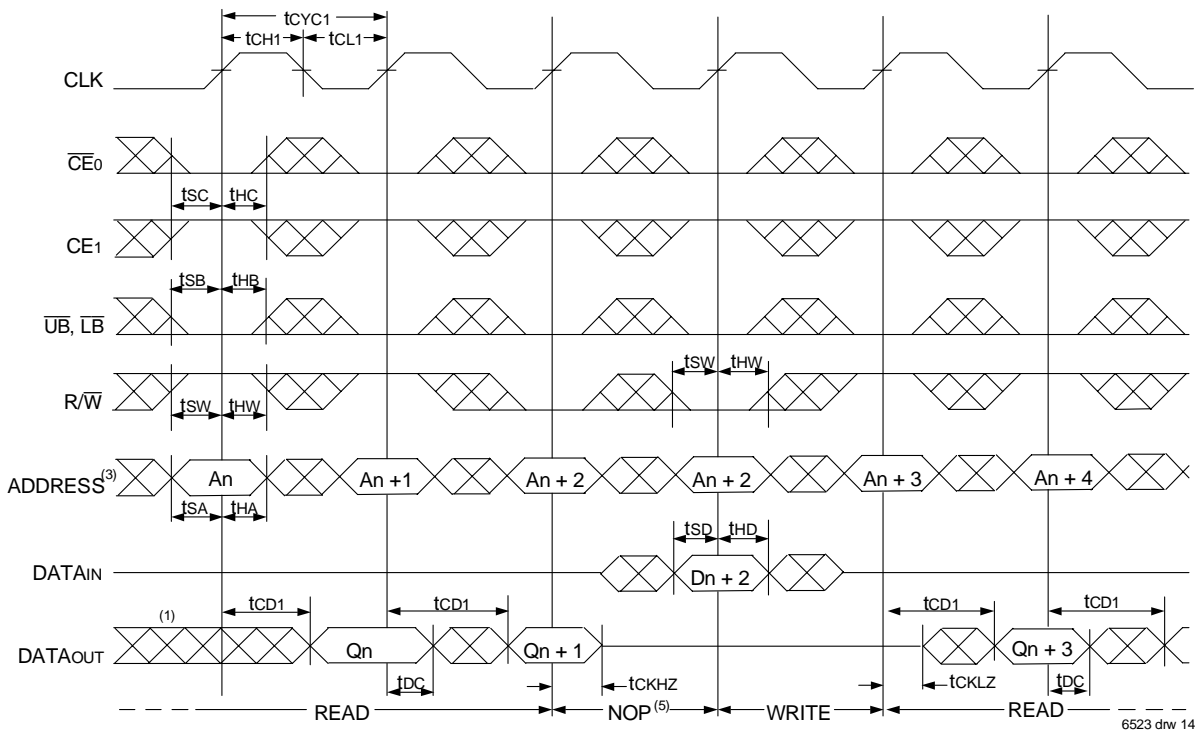 tCYC1
tCH1 tCL1
CLK
CE0
tSC tHC
CE1
tSB tHB
UB, LB
tSW tHW
R/W
tSW tHW
ADDRESS(3) An An +1 An + 2 An + 2 An + 3 An + 4
tSA tHA
tSD tHD
DATAIN Dn + 2
(1) tCD1 tCD1 tCD1 tCD1
DATAOUT Qn Qn + 1 Qn + 3
tDC tCKHZ tCKLZ tDC
READ NOP(5) WRITE READ
6523 drw 14